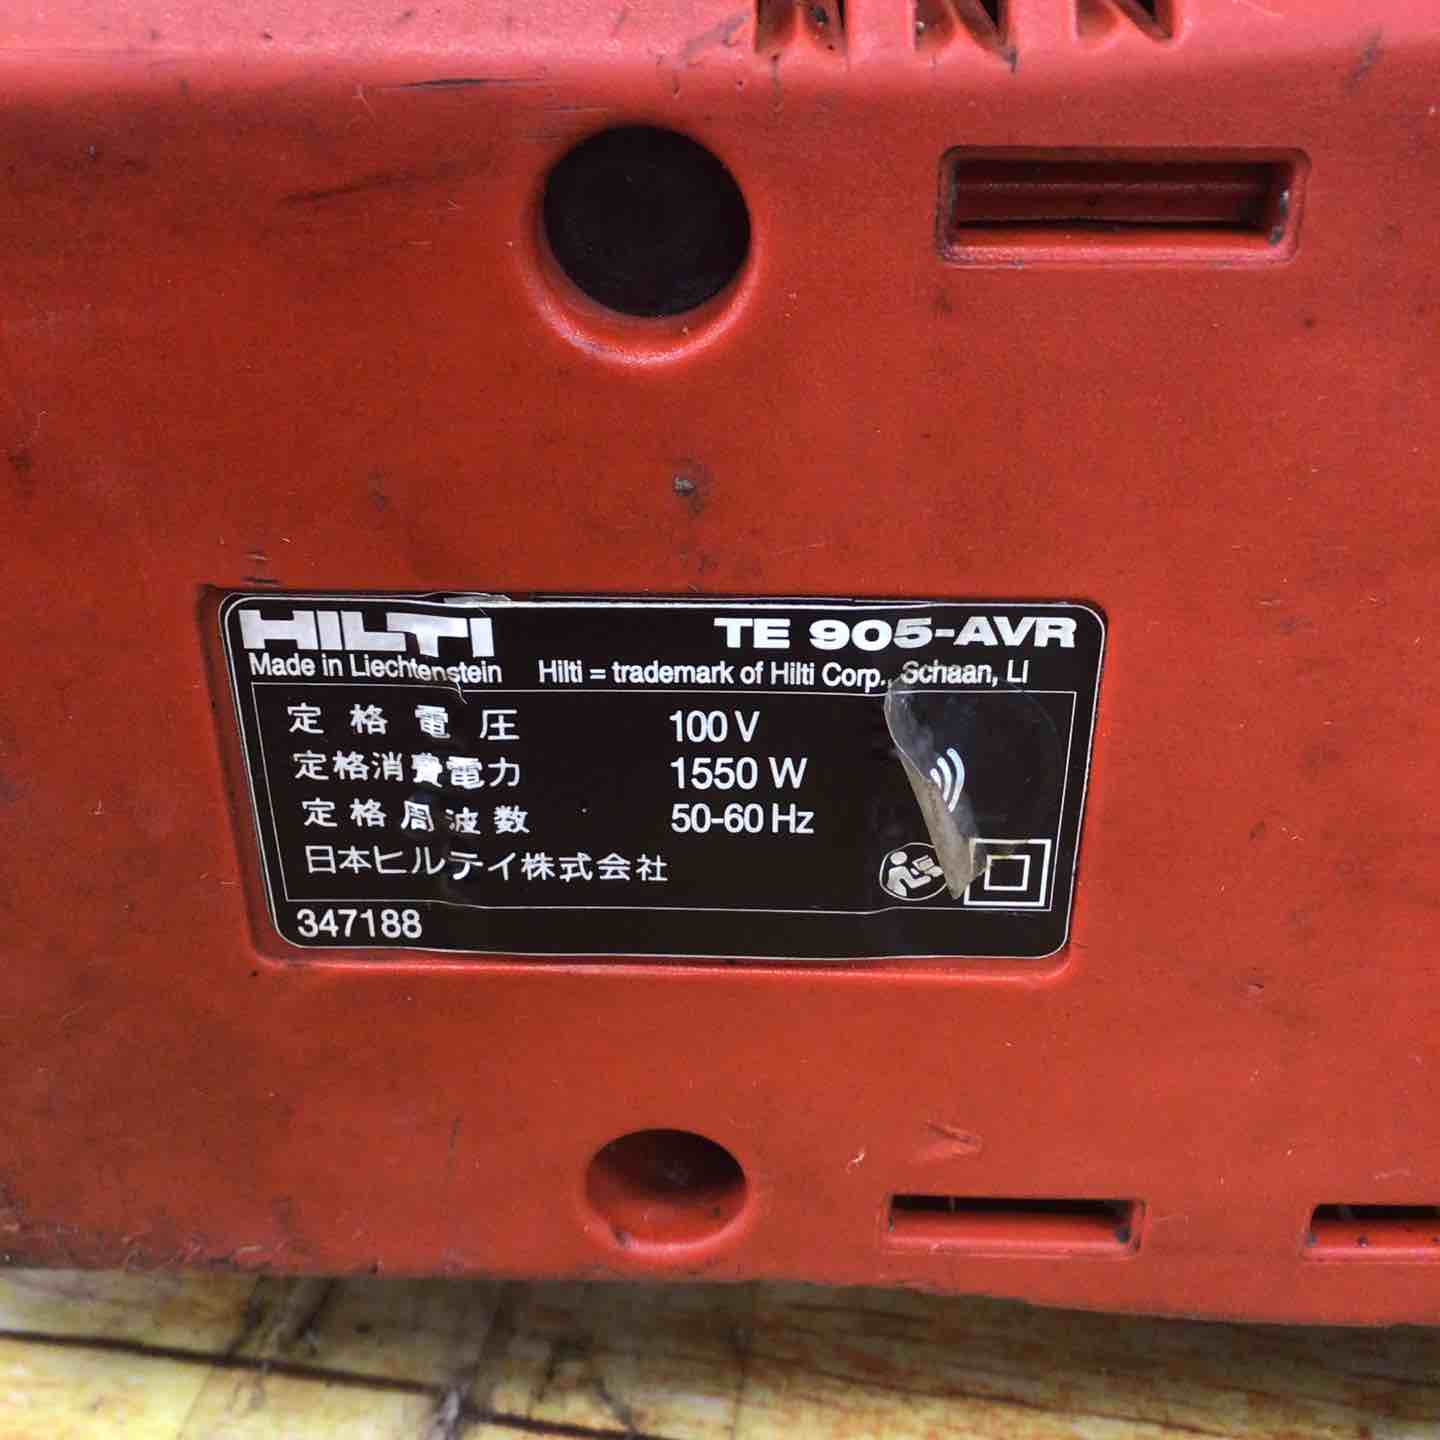 HILTI TE 905-AVR
Made in Liechtenstein Hilti = trademark of Hilti Corp., Schaan, LI
定格電圧 100 V
定格消費電力 1550 W
定格周波数 50-60 Hz
日本ヒルテイ株式会社
347188